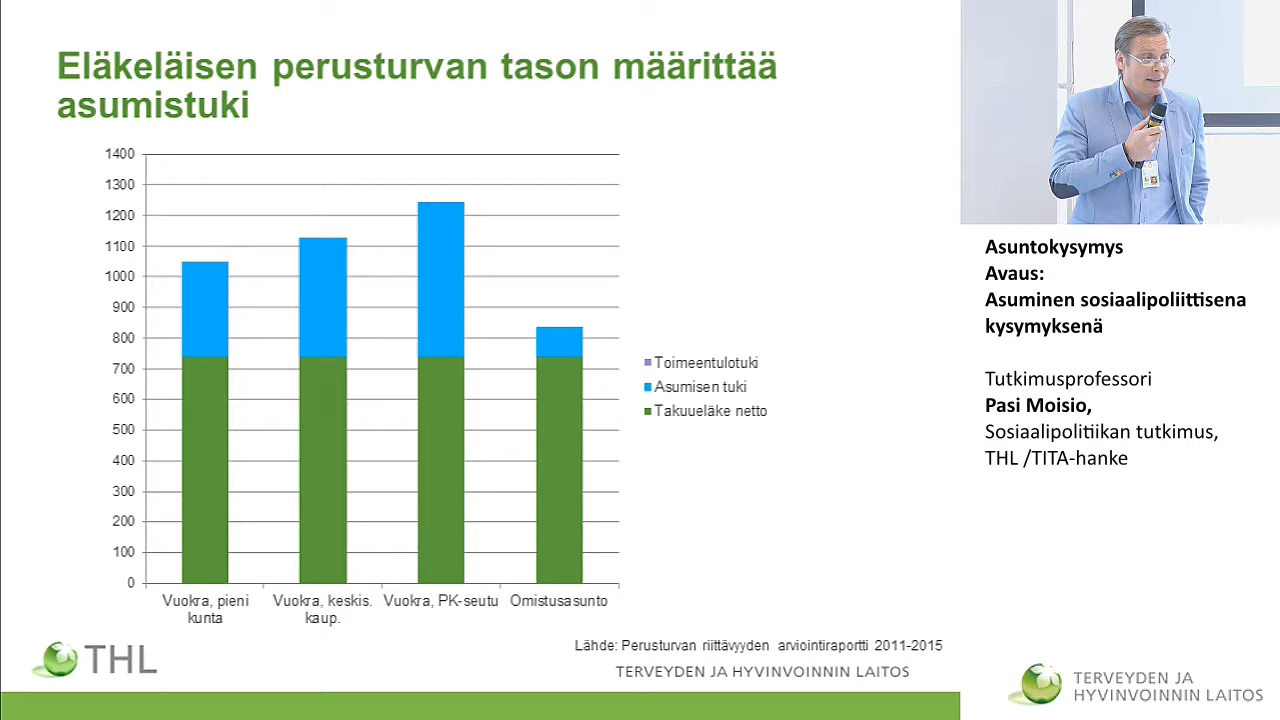 Eläkeläisen perusturvan tason määrittää
asumistuki
1400
1300
1200
1100
1000
900
800
700
600
500
400
300
200
100
0
Vuokra, pieni
kunta
Vuokra, keskis.
kaup.
Vuokra, PK-seutu
Omistusasunto
Toimeentulotuki
Asumisen tuki
Takuueläke netto
Lähde: Perusturvan riittävyyden arviointiraportti 2011-2015
THL
TERVEYDEN JA HYVINVOINNIN LAITOS
Asuntokysymys
Avaus:
Asuminen sosiaalipoliittisena
kysymyksenä
Tutkimusprofessori
Pasi Moisio,
Sosiaalipolitiikan tutkimus,
THL /TITA-hanke
TERVEYDEN JA
HYVINVOINNIN LAITOS